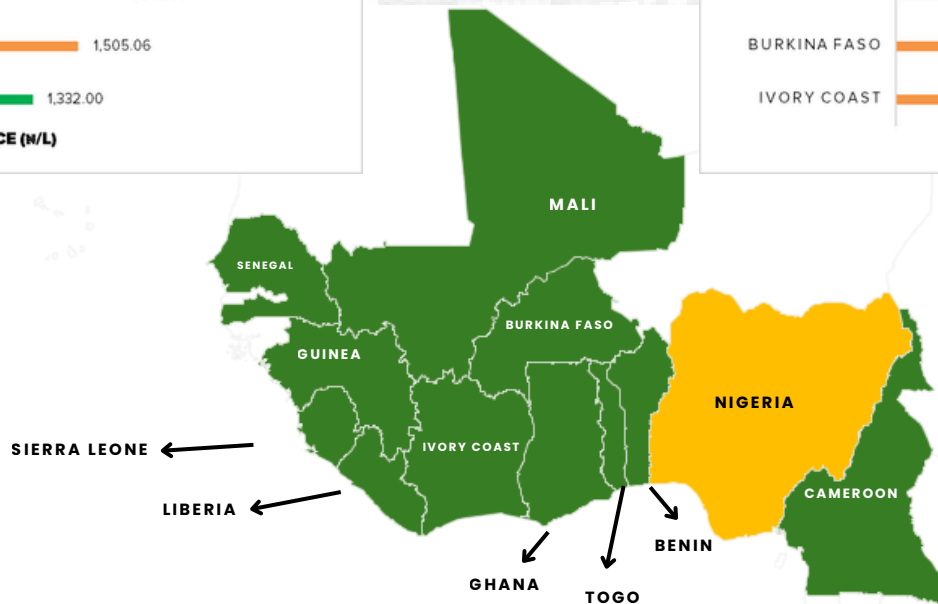 1,505.06
1,332.00
CE (₦/L)
BURKINA FASO
IVORY COAST
MALI
SENEGAL
BURKINA FASO
GUINEA
NIGERIA
IVORY COAST
SIERRA LEONE
CAMEROON
LIBERIA
BENIN
GHANA
TOGO